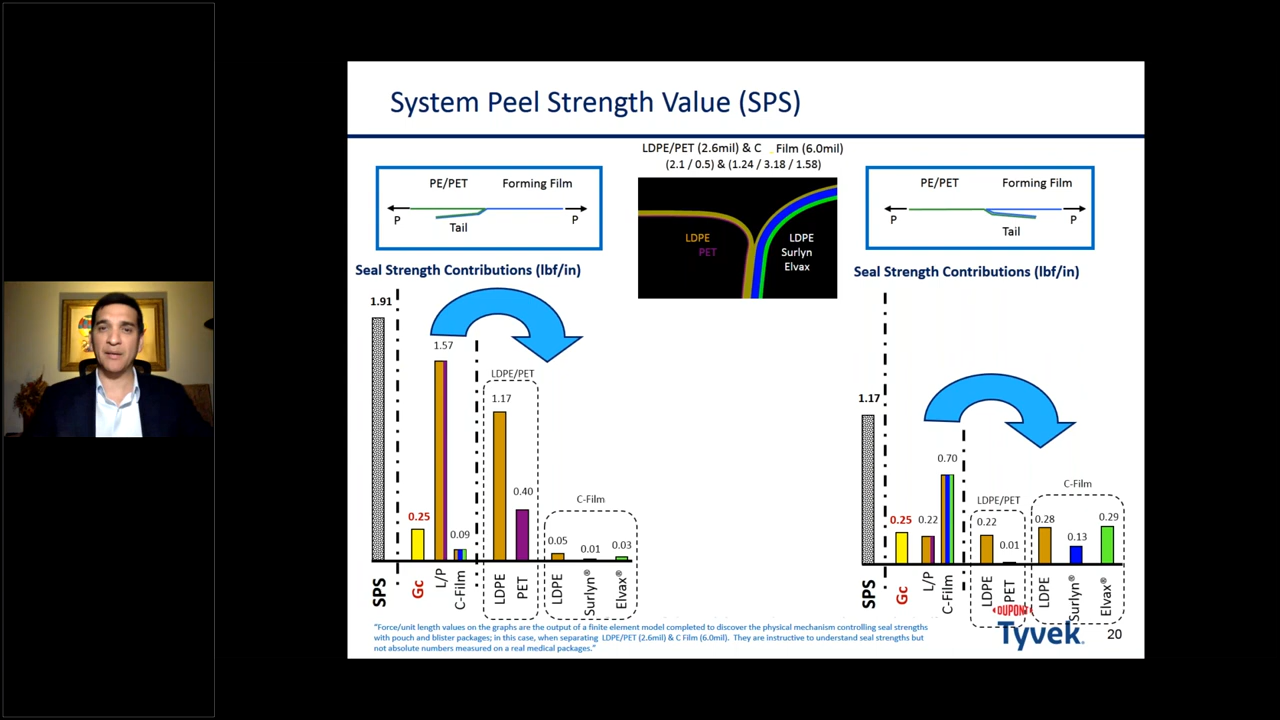 System Peel Strength Value (SPS)
LDPE/PET (2.6mil) & C Film (6.0mil)
(2.1 / 0.5) & (1.24 / 3.18 / 1.58)
PE/PET Forming Film
P P
Tail
LDPE
PET
LDPE
Surlyn
Elvax
PE/PET Forming Film
P P
Tail
Seal Strength Contributions (lbf/in)
1.91
1.57
LDPE/PET
1.17
0.40
C-Film
0.25
0.09
0.05
0.01
0.03
SPS
Gc
L/P
C-Film
LDPE
PET
LDPE
Surlyn®
Elvax®
Seal Strength Contributions (lbf/in)
1.17
0.70
C-Film
LDPE/PET
0.25
0.22
0.22
0.01
0.28
0.13
0.29
SPS
Gc
L/P
C-Film
LDPE
PET
LDPE
Surlyn®
Elvax®
"Force/unit length values on the graphs are the output of a finite element model completed to discover the physical mechanism controlling seal strengths
with pouch and blister packages; in this case, when separating LDPE/PET (2.6mil) & C Film (6.0mil). They are instructive to understand seal strengths but
not absolute numbers measured on a real medical packages."
DUPONT
Tyvek.
20